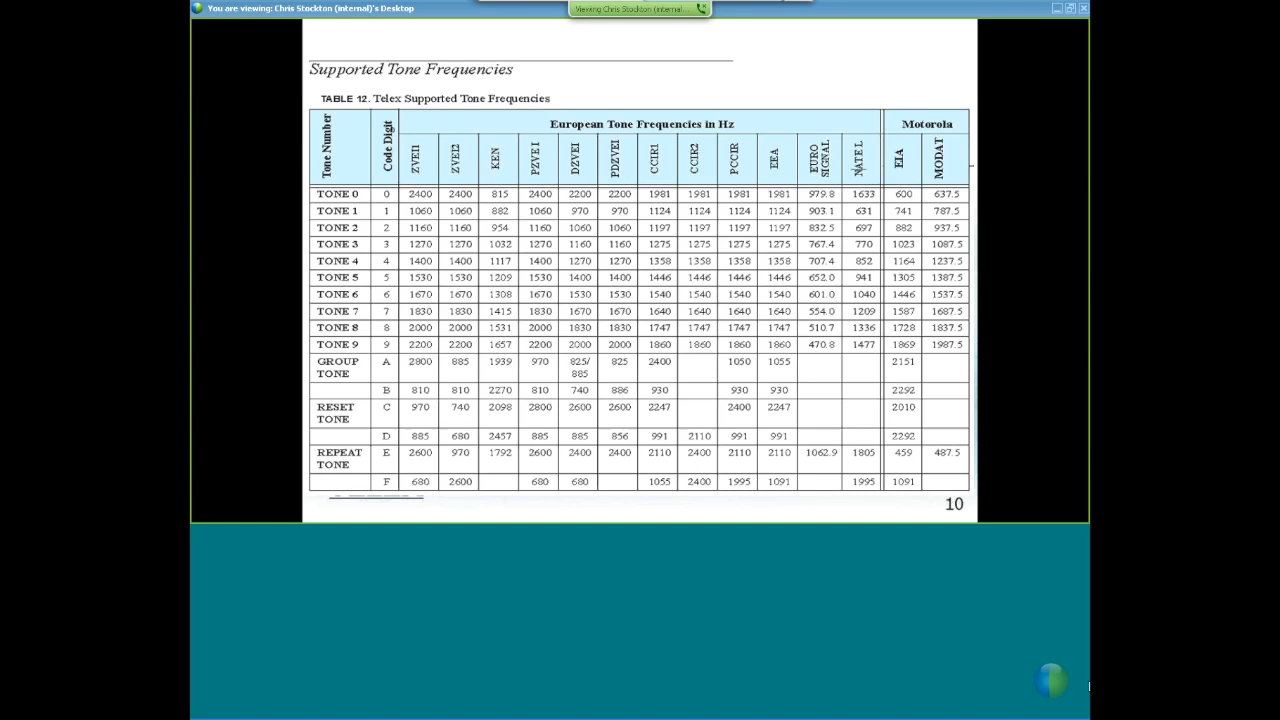 You are viewing: Chris Stockton (internal)'s Desktop
Viewing Chris Stockton (internal...
Supported Tone Frequencies
TABLE 12. Telex Supported Tone Frequencies
Tone Number Code Digit European Tone Frequencies in Hz Motorola
ZVEI1 ZVEI2 KEN PZVEI DZVEI PDZVEI CCIR1 CCIR2 PCCIR EEA EURO SIGNAL NATEL EIA MODAT
TONE 0 0 2400 2400 815 2400 2200 2200 1981 1981 1981 1981 979.8 1633 600 637.5
TONE 1 1 1060 1060 882 1060 970 970 1124 1124 1124 1124 903.1 631 741 787.5
TONE 2 2 1160 1160 954 1160 1060 1060 1197 1197 1197 1197 832.5 697 882 937.5
TONE 3 3 1270 1270 1032 1270 1160 1160 1275 1275 1275 1275 767.4 770 1023 1087.5
TONE 4 4 1400 1400 1117 1400 1270 1270 1358 1358 1358 1358 707.4 852 1164 1237.5
TONE 5 5 1530 1530 1209 1530 1400 1400 1446 1446 1446 1446 652.0 941 1305 1387.5
TONE 6 6 1670 1670 1308 1670 1530 1530 1540 1540 1540 1540 601.0 1040 1446 1537.5
TONE 7 7 1830 1830 1415 1830 1670 1670 1640 1640 1640 1640 554.0 1209 1587 1687.5
TONE 8 8 2000 2000 1531 2000 1830 1830 1747 1747 1747 1747 510.7 1336 1728 1837.5
TONE 9 9 2200 2200 1657 2200 2000 2000 1860 1860 1860 1860 470.8 1477 1869 1987.5
GROUP TONE A 2800 885 1939 970 825/885 825 2400 1050 1055 2151
B 810 810 2270 810 740 886 930 930 930 2292
RESET TONE C 970 740 2098 2800 2600 2600 2247 2400 2247 2010
D 885 680 2457 885 885 856 991 2110 991 991 2292
REPEAT TONE E 2600 970 1792 2600 2400 2400 2110 2400 2110 2110 1062.9 1805 459 487.5
F 680 2600 680 680 1055 2400 1995 1091 1995 1091
10